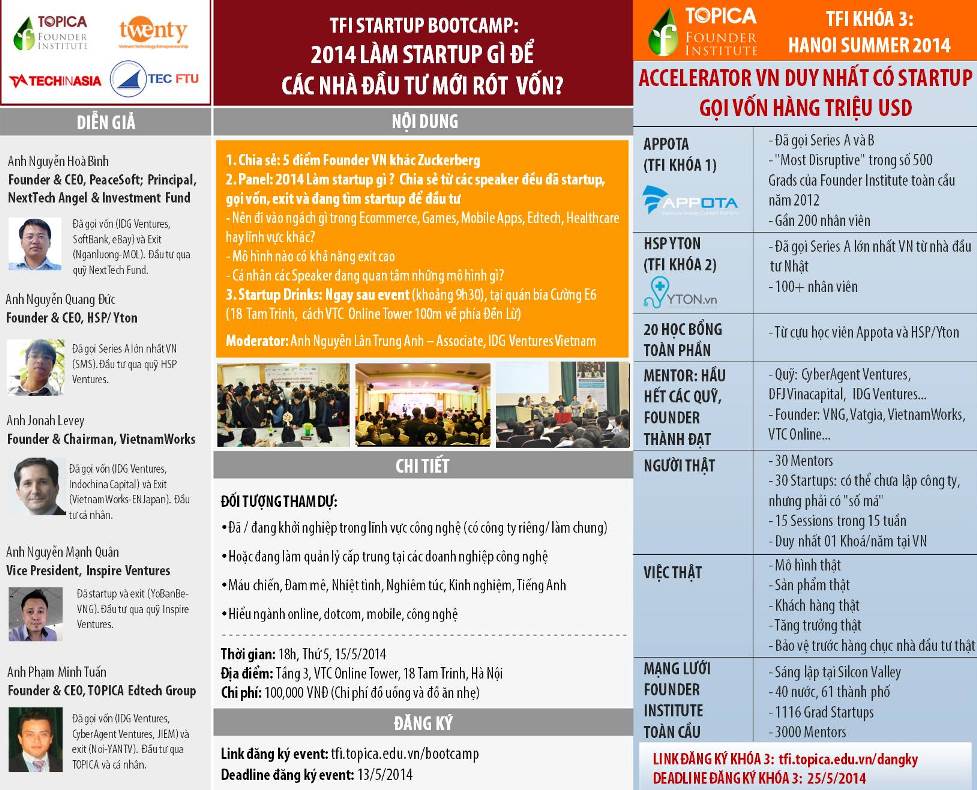 TOPICA
FOUNDER
INSTITUTE
twenty
Vietnam Technology Entrepreneurship
TECHINASIA
TEC FTU
DIỄN GIẢ
Anh Nguyễn Hoà Bình
Founder & CEO, PeaceSoft; Principal,
NextTech Angel & Investment Fund
Đã gọi vốn (IDG Ventures,
SoftBank, eBay) và Exit
(Nganluong-MOL). Đầu tư qua
quỹ NextTech Fund.
Anh Nguyễn Quang Đức
Founder & CEO, HSP/ Yton
Đã gọi Series A lớn nhất VN
(SMS). Đầu tư qua quỹ HSP
Ventures.
Anh Jonah Levey
Founder & Chairman, VietnamWorks
Đã gọi vốn (IDG Ventures,
Indochina Capital) và Exit
(VietnamWorks-ENJapan). Đầu
tư cá nhân.
Anh Nguyễn Mạnh Quân
Vice President, Inspire Ventures
Đã startup và exit (YoBanBe-
VNG). Đầu tư qua quỹ Inspire
Ventures.
Anh Phạm Minh Tuấn
Founder & CEO, TOPICA Edtech Group
Đã gọi vốn (IDG Ventures,
CyberAgent Ventures, JIEM) và
exit (Noi-YANTV). Đầu tư qua
TOPICA và cá nhân.
TFI STARTUP BOOTCAMP:
2014 LÀM STARTUP GÌ ĐỂ
CÁC NHÀ ĐẦU TƯ MỚI RÓT VỐN?
NỘI DUNG
1. Chia sẻ: 5 điểm Founder VN khác Zuckerberg
2. Panel: 2014 Làm startup gì ? Chia sẻ từ các speaker đều đã startup,
gọi vốn, exit và đang tìm startup để đầu tư
- Nên đi vào ngách gì trong Ecommerce, Games, Mobile Apps, Edtech, Healthcare
hay lĩnh vực khác?
- Mô hình nào có khả năng exit cao
- Cá nhân các Speaker đang quan tâm những mô hình gì?
3. Startup Drinks: Ngay sau event (khoảng 9h30), tại quán bia Cường E6
(18 Tam Trinh, cách VTC Online Tower 100m về phía Đền Lừ)
Moderator: Anh Nguyễn Lân Trung Anh – Associate, IDG Ventures Vietnam
CHI TIẾT
ĐỐI TƯỢNG THAM DỰ:
•Đã / đang khởi nghiệp trong lĩnh vực công nghệ (có công ty riêng/ làm chung)
•Hoặc đang làm quản lý cấp trung tại các doanh nghiệp công nghệ
•Máu chiến, Đam mê, Nhiệt tình, Nghiêm túc, Kinh nghiệm, Tiếng Anh
•Hiểu ngành online, dotcom, mobile, công nghệ
Thời gian: 18h, Thứ 5, 15/5/2014
Địa điểm: Tầng 3, VTC Online Tower, 18 Tam Trinh, Hà Nội
Chi phí: 100,000 VNĐ (Chi phí đồ uống và đồ ăn nhẹ)
ĐĂNG KÝ
Link đăng ký event: tfi.topica.edu.vn/bootcamp
Deadline đăng ký event: 13/5/2014
TOPICA
FOUNDER
INSTITUTE
TFI KHÓA 3:
HANOI SUMMER 2014
ACCELERATOR VN DUY NHẤT CÓ STARTUP
GỌI VỐN HÀNG TRIỆU USD
APPOTA
(TFI KHÓA 1)
APPOTA
- Đã gọi Series A và B
- "Most Disruptive" trong số 500
Grads của Founder Institute toàn cầu
năm 2012
- Gần 200 nhân viên
HSP YTON
(TFI KHÓA 2)
YTON.vn
- Đã gọi Series A lớn nhất VN từ nhà đầu
tư Nhật
- 100+ nhân viên
20 HỌC BỔNG
TOÀN PHẦN
- Từ cựu học viên Appota và HSP/Yton
MENTOR: HẦU
HẾT CÁC QUỸ,
FOUNDER
THÀNH ĐẠT
- Quỹ: CyberAgent Ventures,
DFJVinacapital, IDG Ventures...
- Founder: VNG, Vatgia, VietnamWorks,
VTC Online...
NGƯỜI THẬT
- 30 Mentors
- 30 Startups: có thể chưa lập công ty,
nhưng phải có "số má"
- 15 Sessions trong 15 tuần
- Duy nhất 01 Khoá/năm tại VN
VIỆC THẬT
- Mô hình thật
- Sản phẩm thật
- Khách hàng thật
- Tăng trưởng thật
- Bảo vệ trước hàng chục nhà đầu tư thật
MẠNG LƯỚI
FOUNDER
INSTITUTE
TOÀN CẦU
- Sáng lập tại Silcon Valley
- 40 nước, 61 thành phố
- 1116 Grad Startups
- 3000 Mentors
LINK ĐĂNG KÝ KHÓA 3: tfi.topica.edu.vn/dangky
DEADLINE ĐĂNG KÝ KHÓA 3: 25/5/2014